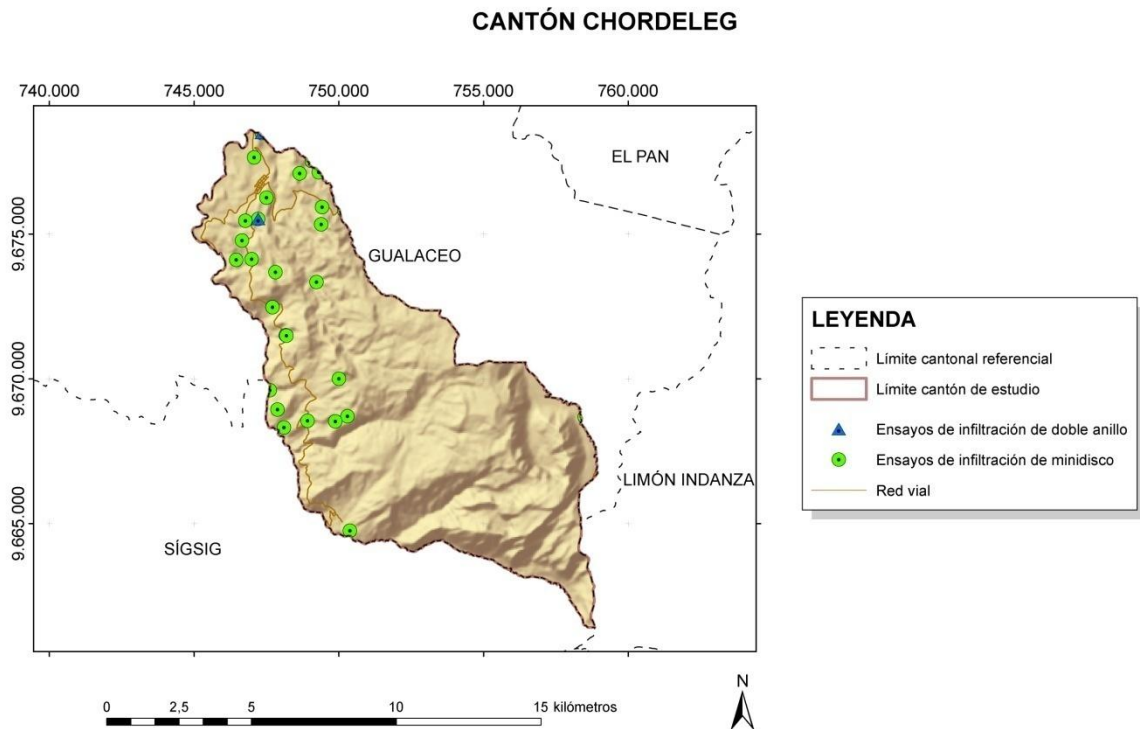 CANTÓN CHORDELEG
740.000 745.000 750.000 755.000 760.000
EL PAN
9.675.000
GUALACEO
LEYENDA
Límite cantonal referencial
9.670.000
Límite cantón de estudio
Ensayos de infiltración de doble anillo
Ensayos de infiltración de minidisco
LIMÓN INDANZA
Red vial
9.665.000
SÍGSIG
N
0 2,5 5 10 15 kilómetros